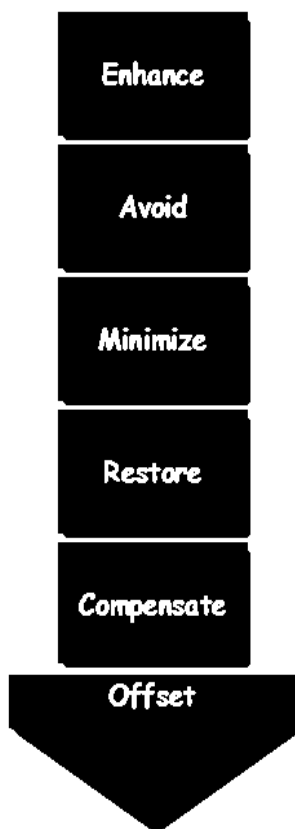 Enhance
Avoid
Minimize
Restore
Compensate
Offset